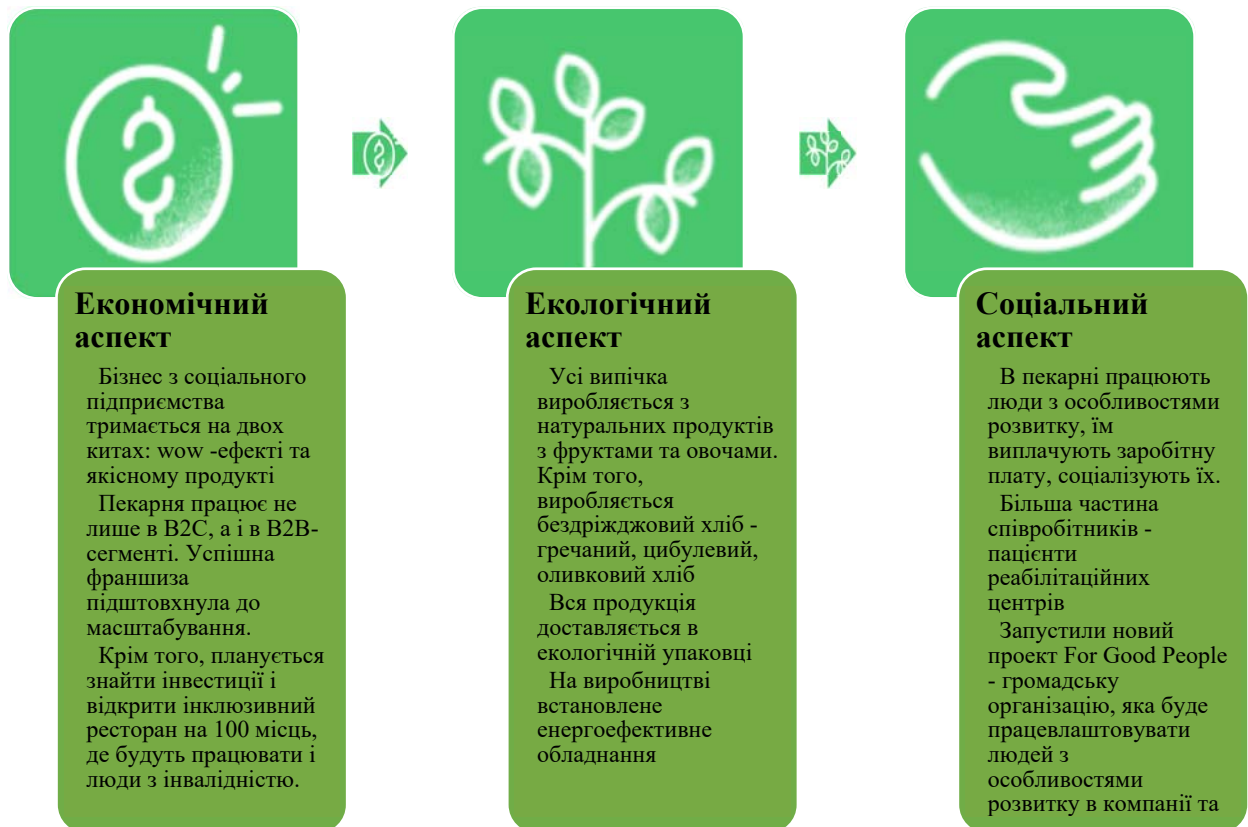 Економічний
аспект
Бізнес з соціального
підприємства
тримається на двох
китах: wow -ефекті та
якісному продукті
Пекарня працює не
лише в B2C, а і в B2B-
сегменті. Успішна
франшиза
підштовхнула до
масштабування.
Крім того, планується
знайти інвестиції і
відкрити інклюзивний
ресторан на 100 місць,
де будуть працювати і
люди з інвалідністю.
Екологічний
аспект
Усі випічка
виробляється з
натуральних продуктів
з фруктами та овочами.
Крім того,
виробляється
бездріжджовий хліб -
гречаний, цибулевий,
оливковий хліб
Вся продукція
доставляється в
екологічній упаковці
На виробництві
встановлене
енергоефективне
обладнання
Соціальний
аспект
В пекарні працюють
люди з особливостями
розвитку, їм
виплачують заробітну
плату, соціалізують їх.
Більша частина
співробітників -
пацієнти
реабілітаційних
центрів
Запустили новий
проект For Good People
- громадську
організацію, яка буде
працевлаштовувати
людей з
особливостями
розвитку в компанії та